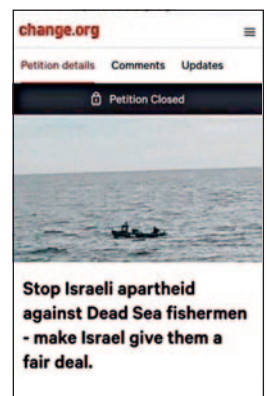 change.org
Petition details Comments Updates
Petition Closed
Stop Israeli apartheid
against Dead Sea fishermen
- make Israel give them a
fair deal.